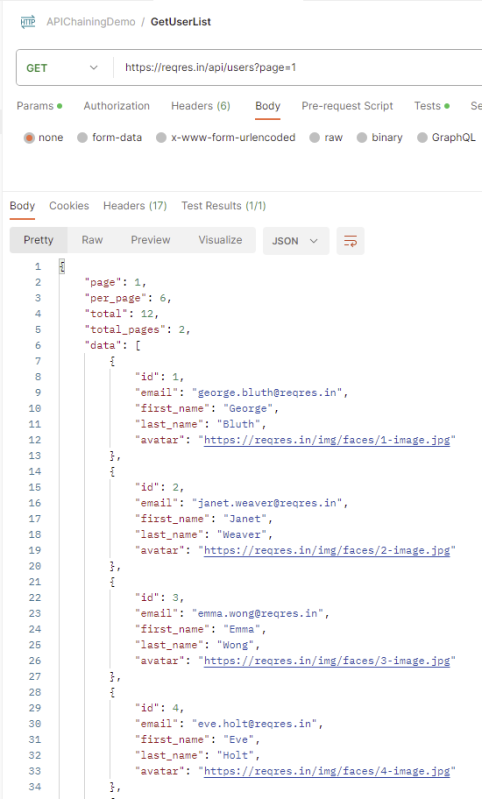 HTTP APIChainingDemo / GetUserList
GET https://reqres.in/api/users?page=1
Params Authorization Headers (6) Body Pre-request Script Tests Se
none form-data x-www-form-urlencoded raw binary GraphQL
Body Cookies Headers (17) Test Results (1/1)
Pretty Raw Preview Visualize JSON
1 {
2 "page": 1,
3 "per_page": 6,
4 "total": 12,
5 "total_pages": 2,
6 "data": [
7 {
8 "id": 1,
9 "email": "george.bluth@reqres.in",
10 "first_name": "George",
11 "last_name": "Bluth",
12 "avatar": "https://reqres.in/img/faces/1-image.jpg"
13 },
14 {
15 "id": 2,
16 "email": "janet.weaver@reqres.in",
17 "first_name": "Janet",
18 "last_name": "Weaver",
19 "avatar": "https://reqres.in/img/faces/2-image.jpg"
20 },
21 {
22 "id": 3,
23 "email": "emma.wong@reqres.in",
24 "first_name": "Emma",
25 "last_name": "Wong",
26 "avatar": "https://reqres.in/img/faces/3-image.jpg"
27 },
28 {
29 "id": 4,
30 "email": "eve.holt@reqres.in",
31 "first_name": "Eve",
32 "last_name": "Holt",
33 "avatar": "https://reqres.in/img/faces/4-image.jpg"
34 },